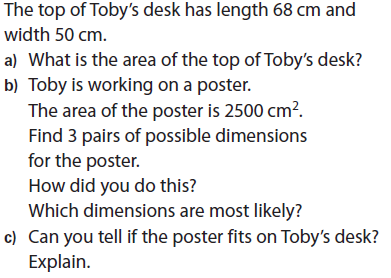 The top of Toby's desk has length 68 cm and
width 50 cm.
a) What is the area of the top of Toby's desk?
b) Toby is working on a poster.
The area of the poster is 2500 cm².
Find 3 pairs of possible dimensions
for the poster.
How did you do this?
Which dimensions are most likely?
c) Can you tell if the poster fits on Toby's desk?
Explain.